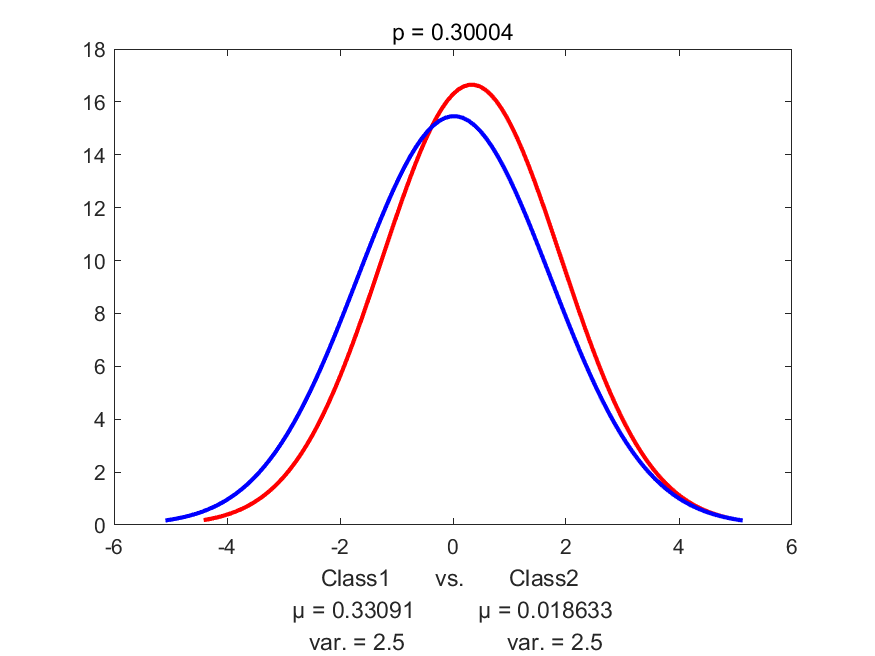 p = 0.30004
18
16
14
12
10
8
6
4
2
0
-6 -4 -2 0 2 4 6
Class1 vs. Class2
μ = 0.33091 μ = 0.018633
var. = 2.5 var. = 2.5